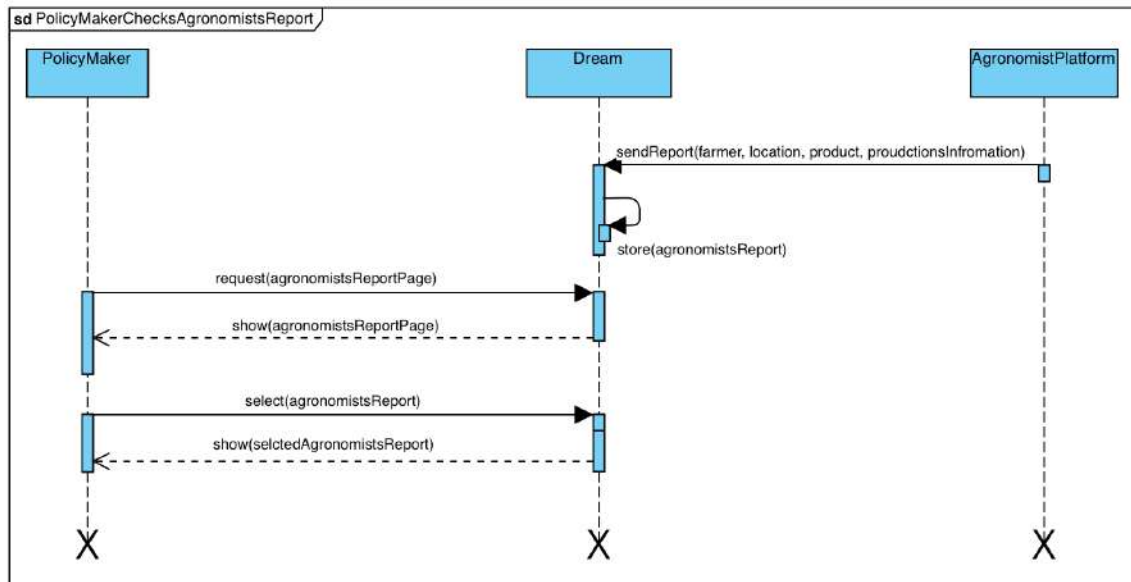 sd PolicyMakerChecksAgronomistsReport
PolicyMaker
Dream
AgronomistPlatform
sendReport(farmer, location, product, proudctionsInfromation)
store(agronomistsReport)
request(agronomistsReportPage)
show(agronomistsReportPage)
select(agronomistsReport)
show(selctedAgronomistsReport)